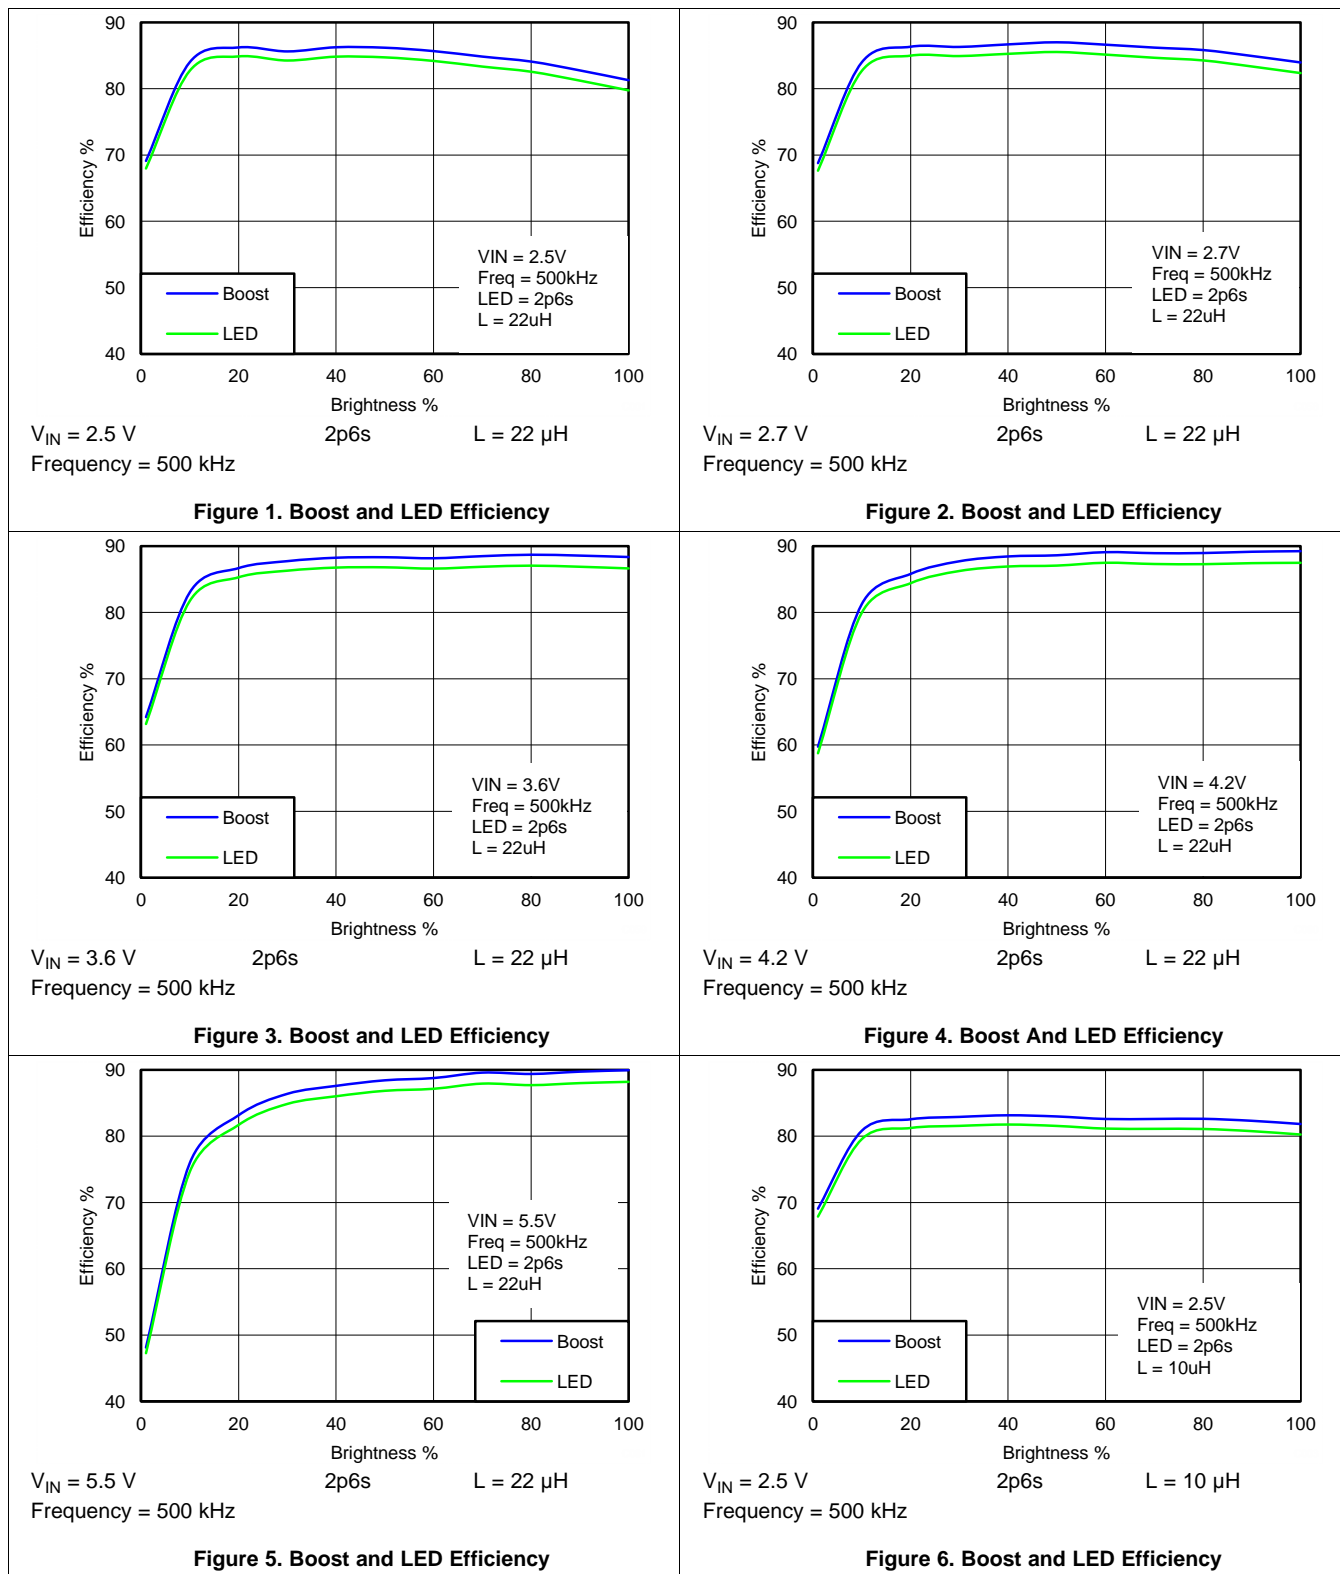 90
80
70
60
50
40
Efficiency %
VIN = 2.5V
Freq = 500kHz
LED = 2p6s
L = 22uH
Boost
LED
0 20 40 60 80 100
Brightness %
V_IN = 2.5 V 2p6s L = 22 µH
Frequency = 500 kHz
Figure 1. Boost and LED Efficiency
90
80
70
60
50
40
Efficiency %
VIN = 2.7V
Freq = 500kHz
LED = 2p6s
L = 22uH
Boost
LED
0 20 40 60 80 100
Brightness %
V_IN = 2.7 V 2p6s L = 22 µH
Frequency = 500 kHz
Figure 2. Boost and LED Efficiency
90
80
70
60
50
40
Efficiency %
VIN = 3.6V
Freq = 500kHz
LED = 2p6s
L = 22uH
Boost
LED
0 20 40 60 80 100
Brightness %
V_IN = 3.6 V 2p6s L = 22 µH
Frequency = 500 kHz
Figure 3. Boost and LED Efficiency
90
80
70
60
50
40
Efficiency %
VIN = 4.2V
Freq = 500kHz
LED = 2p6s
L = 22uH
Boost
LED
0 20 40 60 80 100
Brightness %
V_IN = 4.2 V 2p6s L = 22 µH
Frequency = 500 kHz
Figure 4. Boost And LED Efficiency
90
80
70
60
50
40
Efficiency %
VIN = 5.5V
Freq = 500kHz
LED = 2p6s
L = 22uH
Boost
LED
0 20 40 60 80 100
Brightness %
V_IN = 5.5 V 2p6s L = 22 µH
Frequency = 500 kHz
Figure 5. Boost and LED Efficiency
90
80
70
60
50
40
Efficiency %
VIN = 2.5V
Freq = 500kHz
LED = 2p6s
L = 10uH
Boost
LED
0 20 40 60 80 100
Brightness %
V_IN = 2.5 V 2p6s L = 10 µH
Frequency = 500 kHz
Figure 6. Boost and LED Efficiency